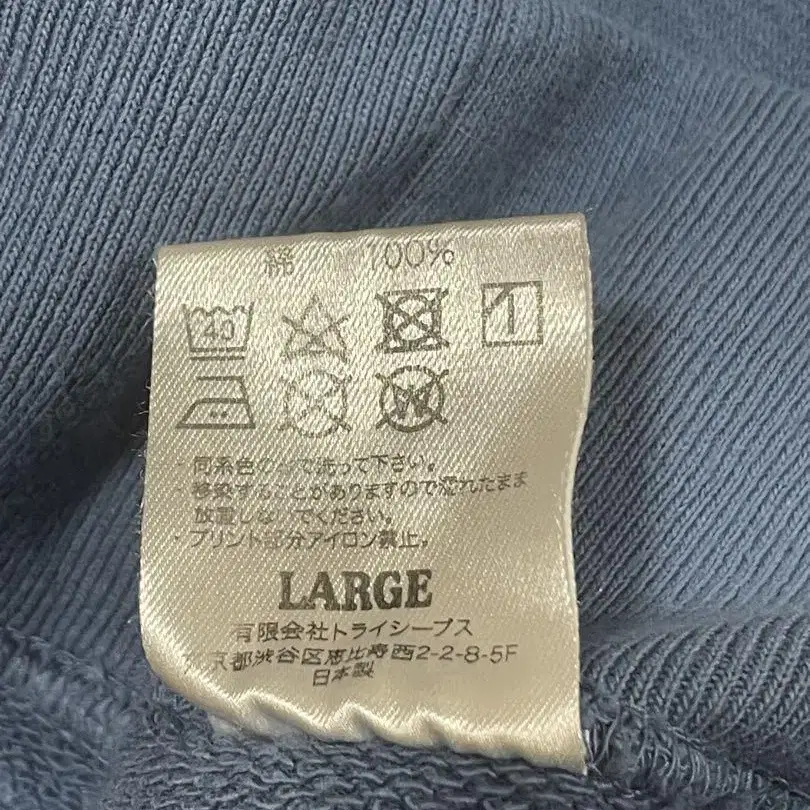 綿 100%
40
W
・同系色のみで洗って下さい。
・移染することがありますので濡れたまま
放置しないでください。
・プリント部分アイロン禁止。
LARGE
有限会社トライシープス
東京都渋谷区恵比寿西2-2-8-5F
日本製